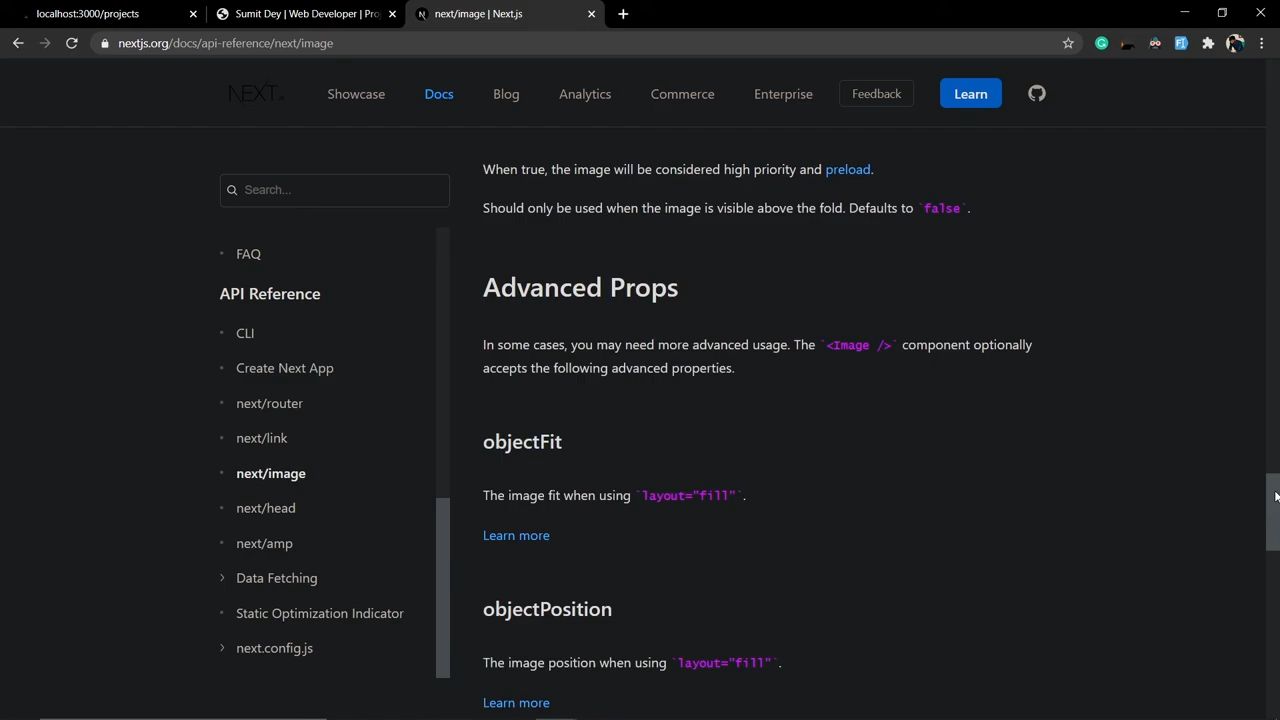 localhost:3000/projects
Sumit Dey | Web Developer | Pro
next/image | Next.js
nextjs.org/docs/api-reference/next/image
NEXT.js
Showcase
Docs
Blog
Analytics
Commerce
Enterprise
Feedback
Learn
Search...
FAQ
API Reference
CLI
Create Next App
next/router
next/link
next/image
next/head
next/amp
Data Fetching
Static Optimization Indicator
next.config.js
When true, the image will be considered high priority and preload.
Should only be used when the image is visible above the fold. Defaults to `false`.
Advanced Props
In some cases, you may need more advanced usage. The `<Image />` component optionally
accepts the following advanced properties.
objectFit
The image fit when using `layout="fill"`.
Learn more
objectPosition
The image position when using `layout="fill"`.
Learn more